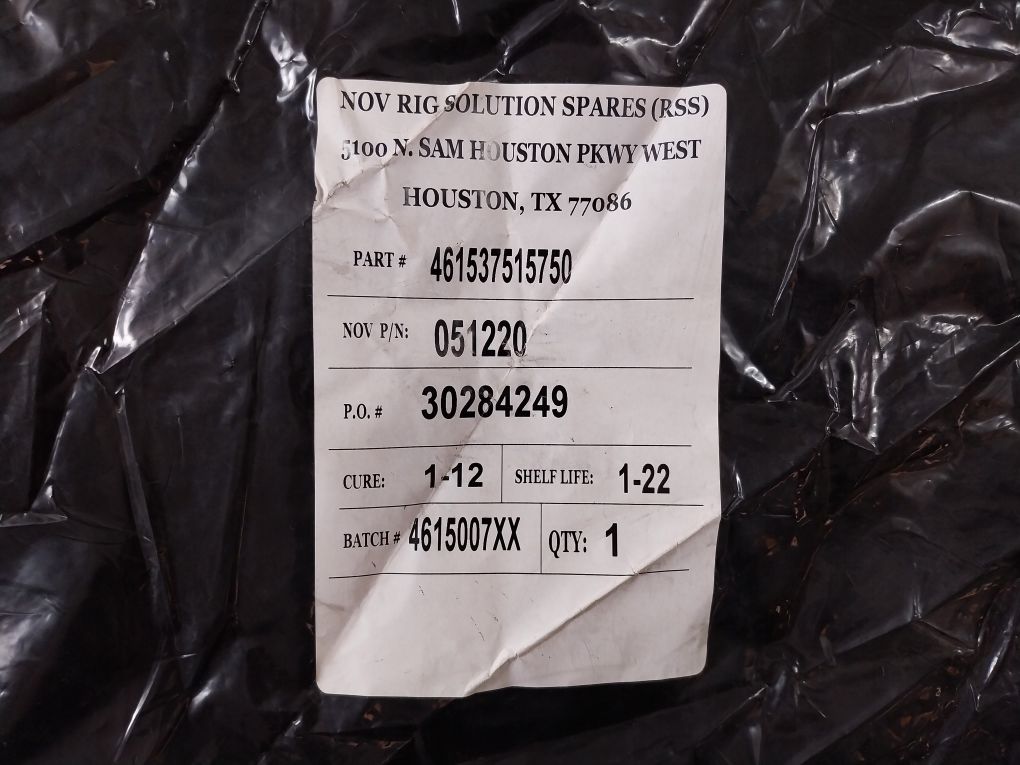 NOV RIG SOLUTION SPARES (RSS)
5100 N. SAM HOUSTON PKWY WEST
HOUSTON, TX 77086
PART # 461537515750
NOV P/N: 051220
P.O. # 30284249
CURE: 1-12 SHELF LIFE: 1-22
BATCH # 4615007XX QTY: 1